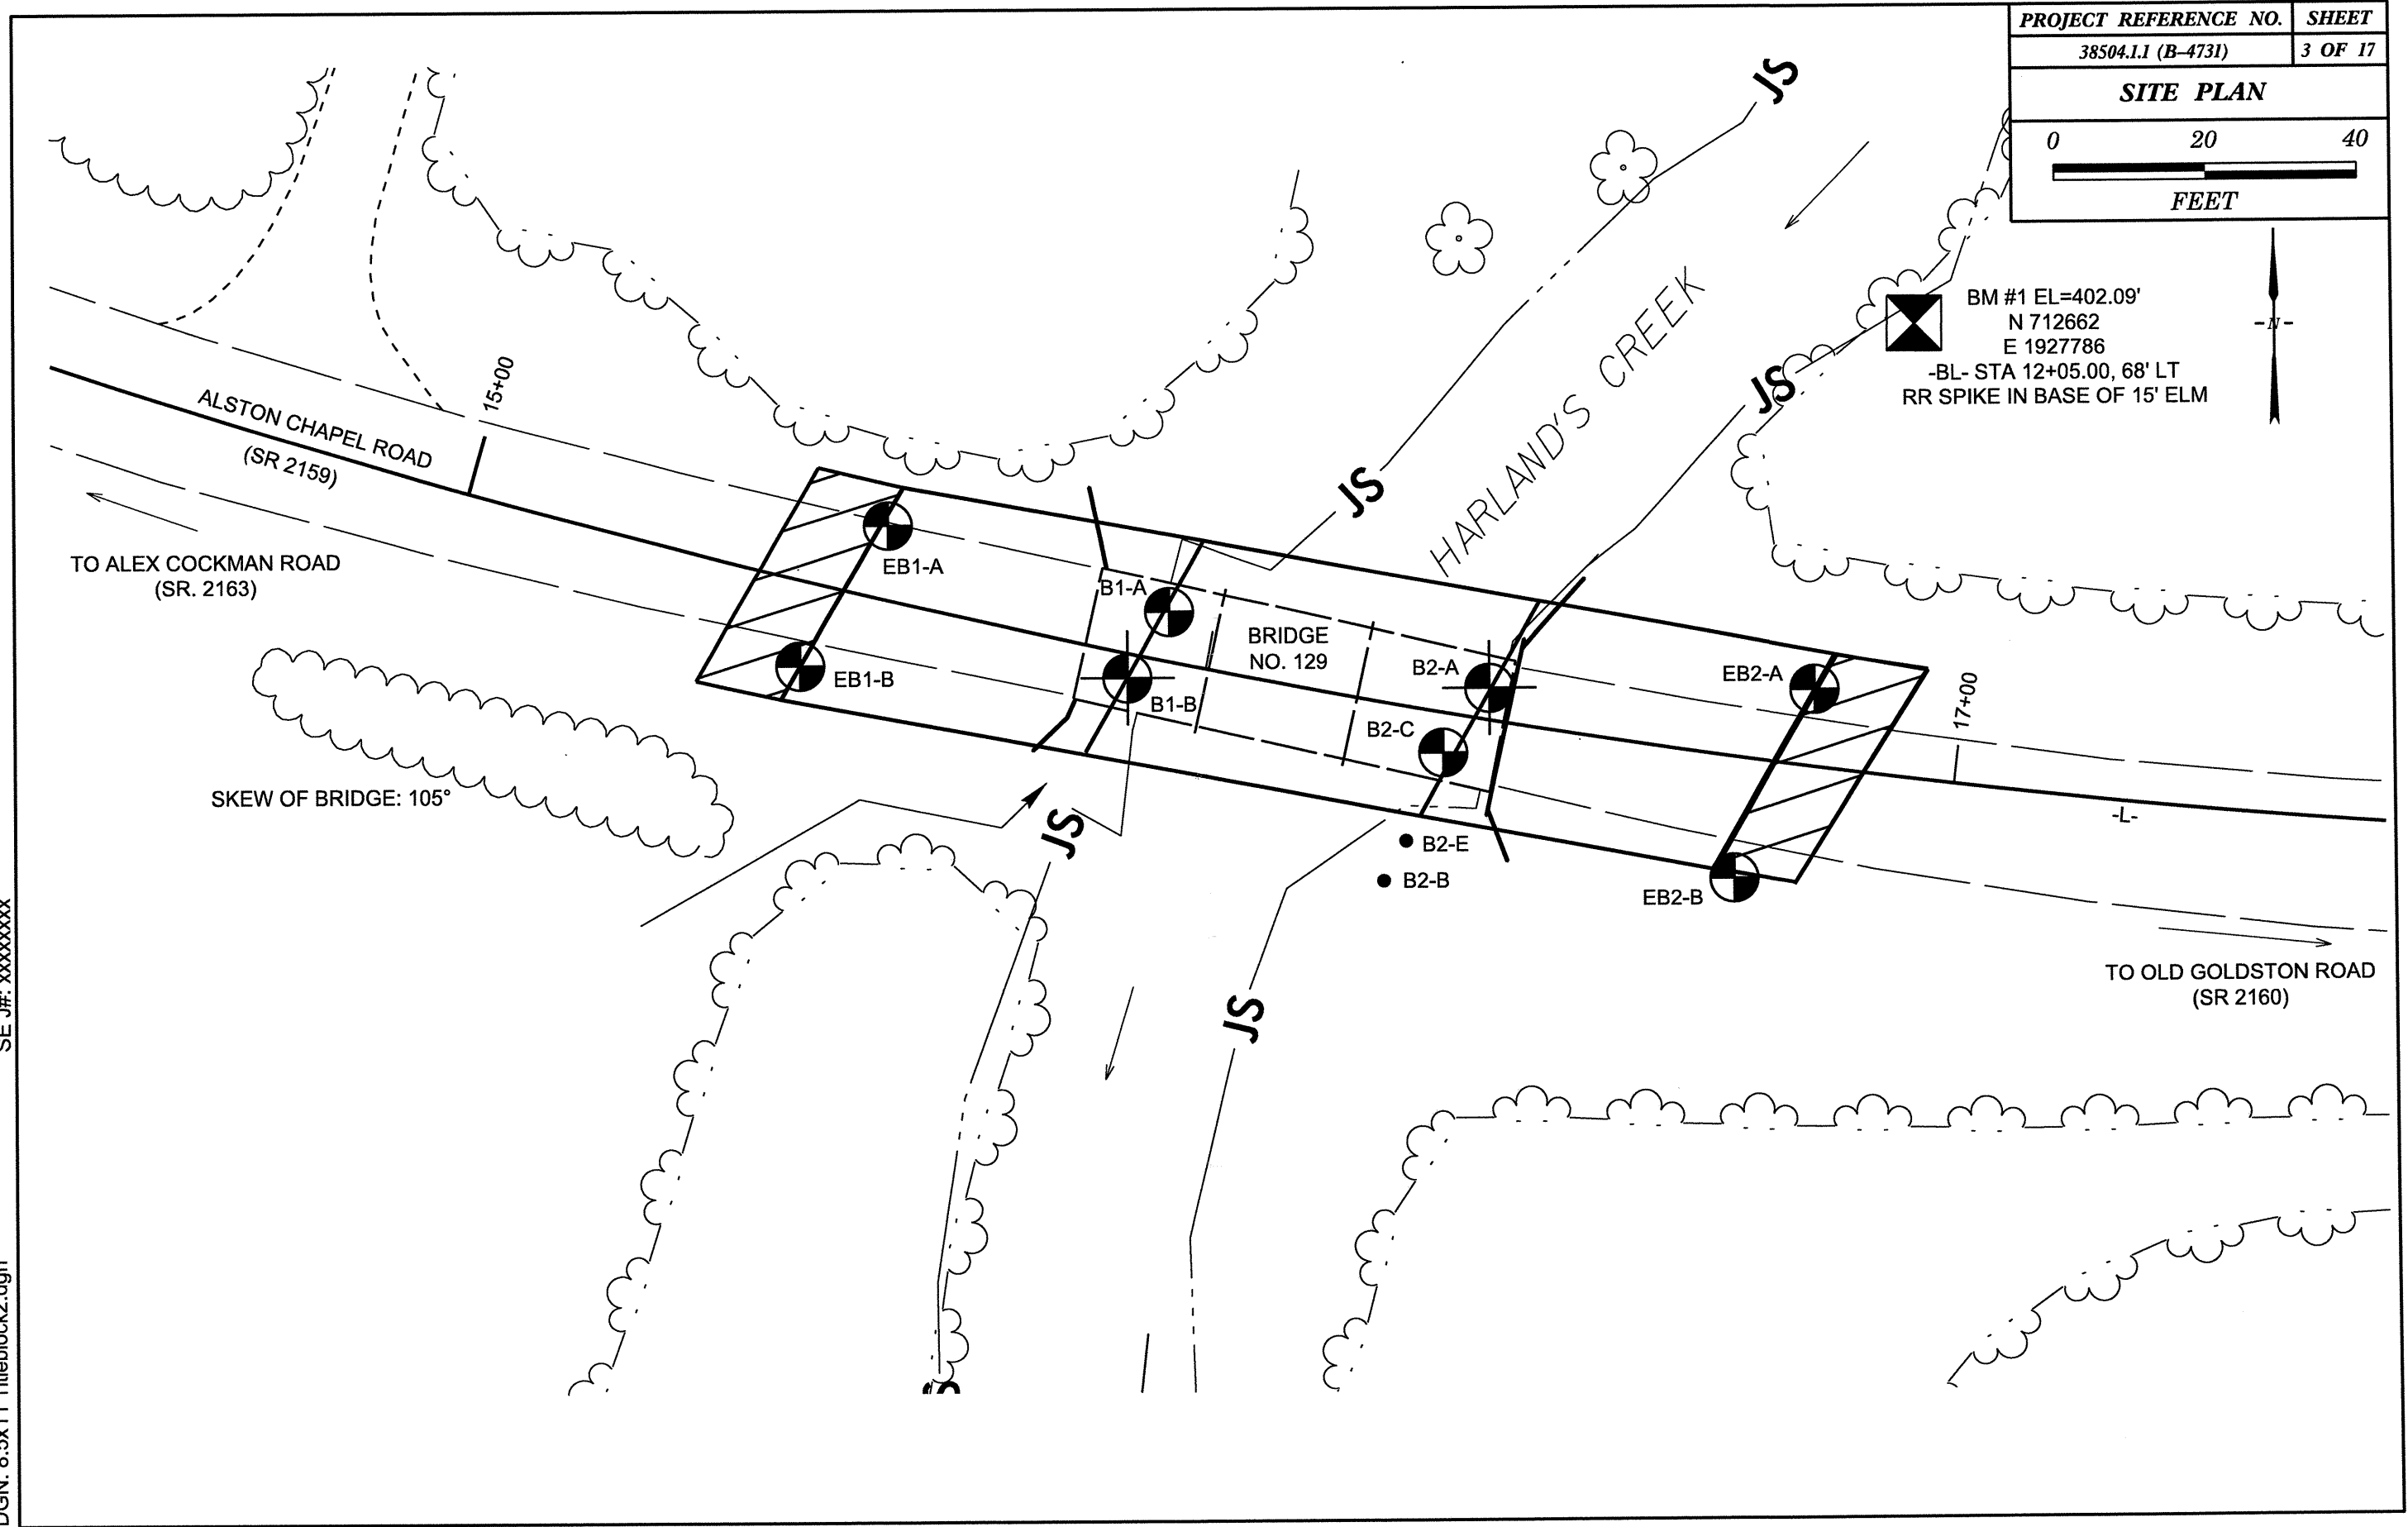 PROJECT REFERENCE NO.
SHEET
38504.1.1 (B-4731)
3 OF 17
SITE PLAN
0 20 40
FEET
JS
BM #1 EL=402.09'
N 712662
E 1927786
-BL- STA 12+05.00, 68' LT
RR SPIKE IN BASE OF 15' ELM
-N-
HARLAND'S CREEK
JS
JS
15+00
ALSTON CHAPEL ROAD
(SR 2159)
TO ALEX COCKMAN ROAD
(SR. 2163)
EB1-A
B1-A
BRIDGE
NO. 129
B2-A
EB2-A
EB1-B
B1-B
B2-C
17+00
SKEW OF BRIDGE: 105°
-L-
JS
B2-E
B2-B
EB2-B
TO OLD GOLDSTON ROAD
(SR 2160)
JS
SE J#: xxxxxxxx